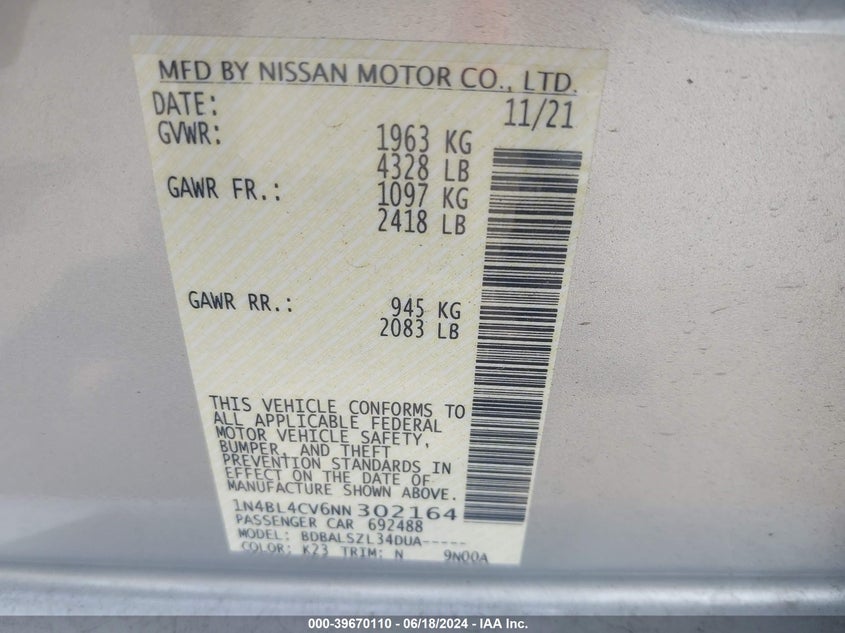 MFD BY NISSAN MOTOR CO., LTD.
DATE: 11/21
GVWR: 1963 KG
4328 LB
GAWR FR.: 1097 KG
2418 LB
GAWR RR.: 945 KG
2083 LB
THIS VEHICLE CONFORMS TO
ALL APPLICABLE FEDERAL
MOTOR VEHICLE SAFETY,
BUMPER, AND THEFT
PREVENTION STANDARDS IN
EFFECT ON THE DATE OF
MANUFACTURE SHOWN ABOVE.
1N4BL4CV6NN302164
PASSENGER CAR 692488
MODEL: BDBALSZL34DUA-----
COLOR: K23 TRIM: N 9N00A
000-39670110 - 06/18/2024 - IAA Inc.